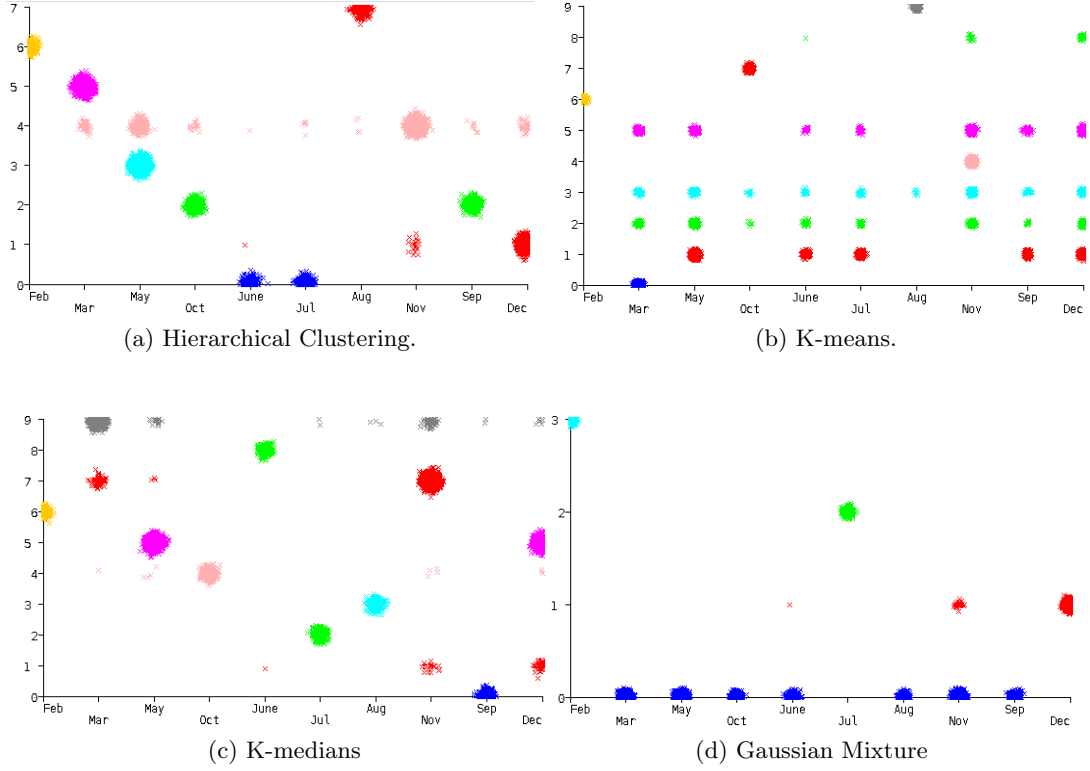 7
6
5
4
3
2
1
0
Feb May June Aug Sep
Mar Oct Jul Nov Dec
(a) Hierarchical Clustering.
9
8
7
6
5
4
3
2
1
0
Feb May June Aug Sep
Mar Oct Jul Nov Dec
(b) K-means.
9
8
7
6
5
4
3
2
1
0
Feb May June Aug Sep
Mar Oct Jul Nov Dec
(c) K-medians
3
2
1
0
Feb May June Aug Sep
Mar Oct Jul Nov Dec
(d) Gaussian Mixture